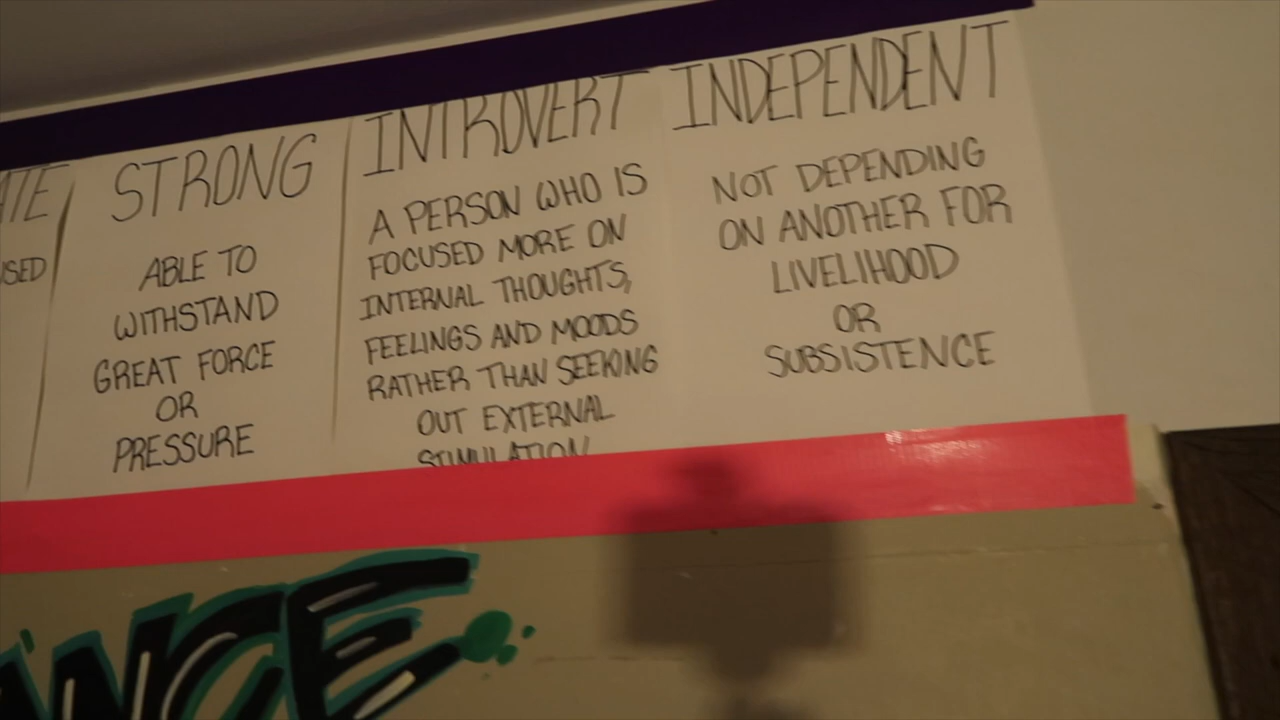 STRONG
ABLE TO
WITHSTAND
GREAT FORCE
OR
PRESSURE
INTROVERT
A PERSON WHO IS
FOCUSED MORE ON
INTERNAL THOUGHTS,
FEELINGS AND MOODS
RATHER THAN SEEKING
OUT EXTERNAL
STIMULATION
INDEPENDENT
NOT DEPENDING
ON ANOTHER FOR
LIVELIHOOD
OR
SUBSISTENCE